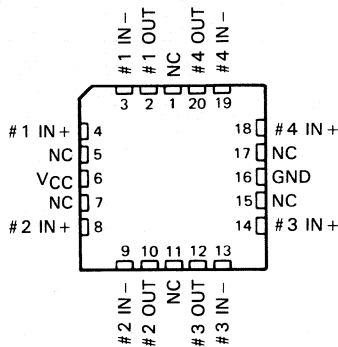 #1 IN−
#1 OUT
NC
#4 OUT
#4 IN−
3 2 1 20 19
#1 IN+ 4
NC 5
VCC 6
NC 7
#2 IN+ 8
18 #4 IN+
17 NC
16 GND
15 NC
14 #3 IN+
9 10 11 12 13
#2 IN−
#2 OUT
NC
#3 OUT
#3 IN−